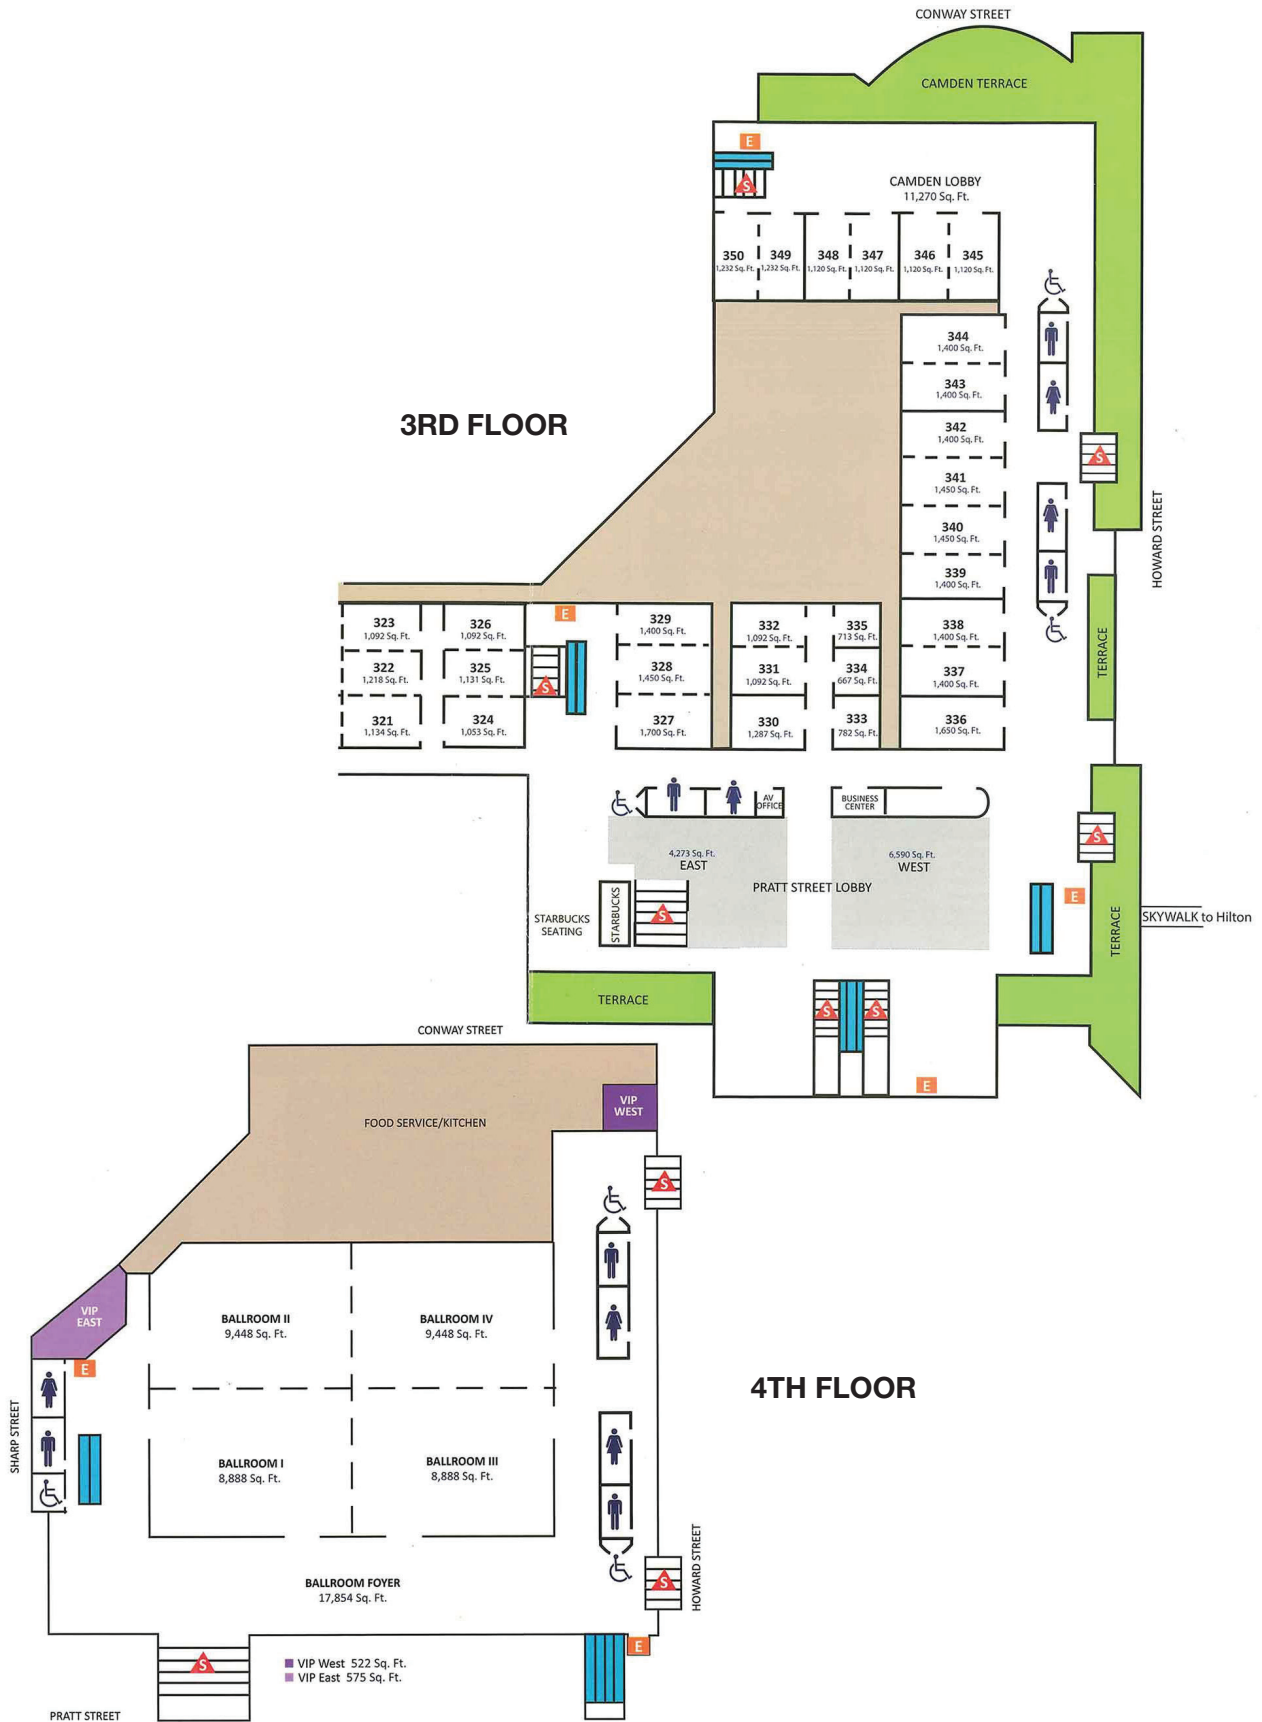 CONWAY STREET
CAMDEN TERRACE
E
S
CAMDEN LOBBY
11,270 Sq. Ft.
350
1,232 Sq. Ft.
349
1,232 Sq. Ft.
348
1,120 Sq. Ft.
347
1,120 Sq. Ft.
346
1,120 Sq. Ft.
345
1,120 Sq. Ft.
344
1,400 Sq. Ft.
343
1,400 Sq. Ft.
3RD FLOOR
342
1,400 Sq. Ft.
S
341
1,450 Sq. Ft.
340
1,450 Sq. Ft.
HOWARD STREET
339
1,400 Sq. Ft.
323
1,092 Sq. Ft.
326
1,092 Sq. Ft.
E
329
1,400 Sq. Ft.
332
1,092 Sq. Ft.
335
713 Sq. Ft.
338
1,400 Sq. Ft.
TERRACE
322
1,218 Sq. Ft.
325
1,131 Sq. Ft.
S
328
1,450 Sq. Ft.
331
1,092 Sq. Ft.
334
667 Sq. Ft.
337
1,400 Sq. Ft.
321
1,134 Sq. Ft.
324
1,053 Sq. Ft.
327
1,700 Sq. Ft.
330
1,287 Sq. Ft.
333
782 Sq. Ft.
336
1,650 Sq. Ft.
AV
OFFICE
BUSINESS
CENTER
S
4,273 Sq. Ft.
EAST
6,590 Sq. Ft.
WEST
PRATT STREET LOBBY
E
STARBUCKS
SEATING
STARBUCKS
S
TERRACE
SKYWALK to Hilton
TERRACE
S
S
E
CONWAY STREET
FOOD SERVICE/KITCHEN
VIP
WEST
S
VIP
EAST
BALLROOM II
9,448 Sq. Ft.
BALLROOM IV
9,448 Sq. Ft.
E
4TH FLOOR
SHARP STREET
BALLROOM I
8,888 Sq. Ft.
BALLROOM III
8,888 Sq. Ft.
HOWARD STREET
BALLROOM FOYER
17,854 Sq. Ft.
S
E
S
VIP West 522 Sq. Ft.
VIP East 575 Sq. Ft.
PRATT STREET